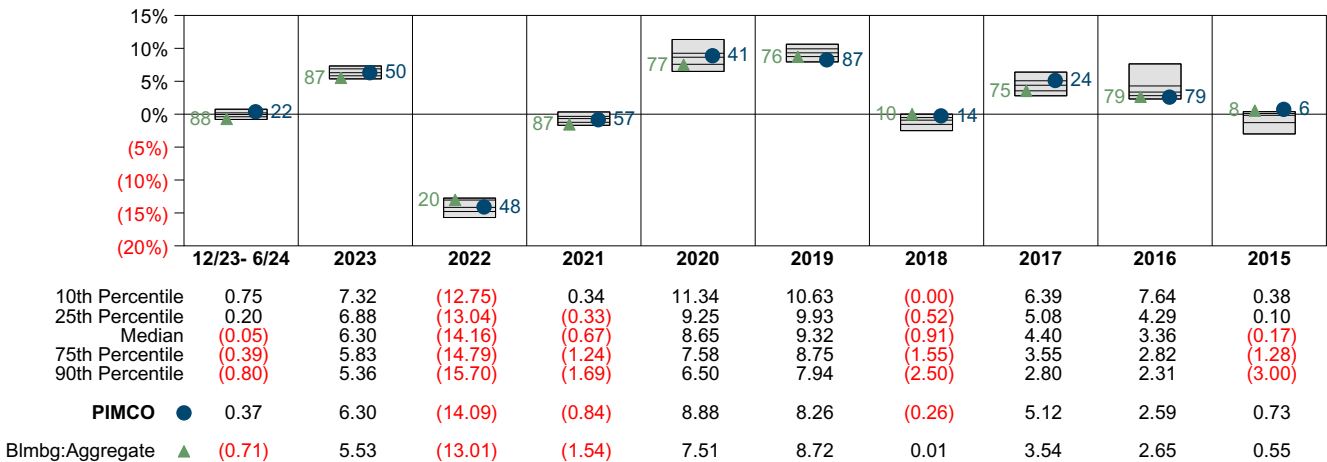 15%
10%
5%
0%
(5%)
(10%)
(15%)
(20%)
88 22
87 50
20 48
87 57
77 41
76 87
10 14
75 24
79 79
8 6
12/23- 6/24 2023 2022 2021 2020 2019 2018 2017 2016 2015
10th Percentile 0.75 7.32 (12.75) 0.34 11.34 10.63 (0.00) 6.39 7.64 0.38
25th Percentile 0.20 6.88 (13.04) (0.33) 9.25 9.93 (0.52) 5.08 4.29 0.10
Median (0.05) 6.30 (14.16) (0.67) 8.65 9.32 (0.91) 4.40 3.36 (0.17)
75th Percentile (0.39) 5.83 (14.79) (1.24) 7.58 8.75 (1.55) 3.55 2.82 (1.28)
90th Percentile (0.80) 5.36 (15.70) (1.69) 6.50 7.94 (2.50) 2.80 2.31 (3.00)
PIMCO 0.37 6.30 (14.09) (0.84) 8.88 8.26 (0.26) 5.12 2.59 0.73
Blmbg:Aggregate (0.71) 5.53 (13.01) (1.54) 7.51 8.72 0.01 3.54 2.65 0.55